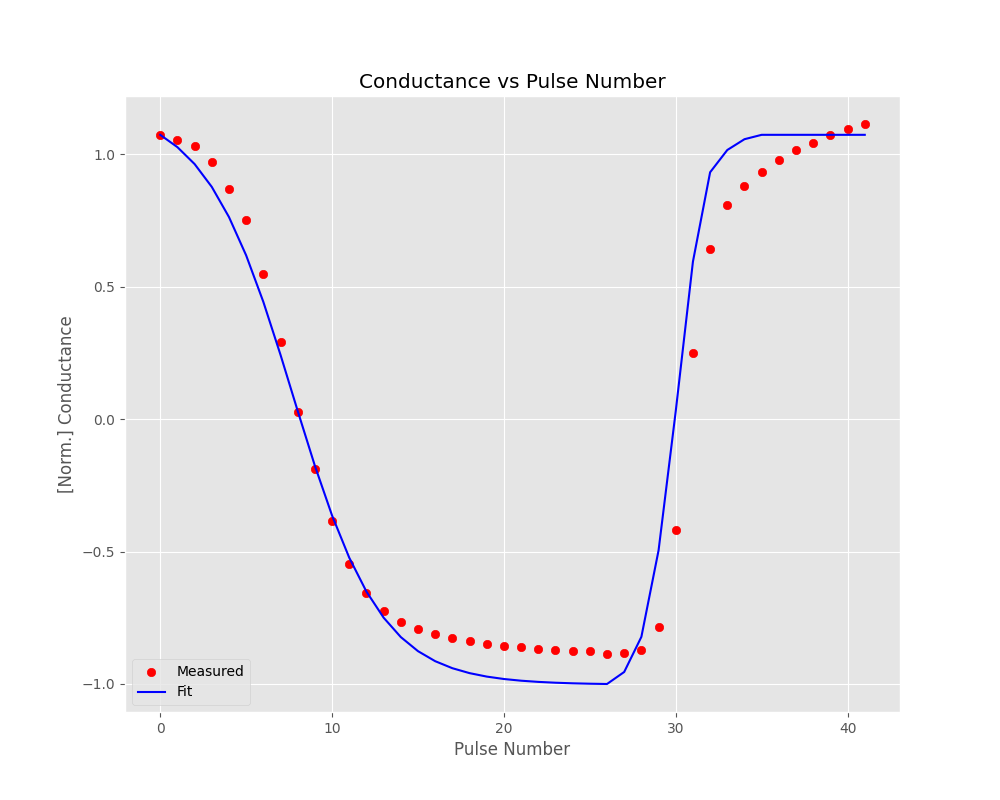 Conductance vs Pulse Number
[Norm.] Conductance
1.0
0.5
0.0
−0.5
−1.0
Measured
Fit
0 10 20 30 40
Pulse Number